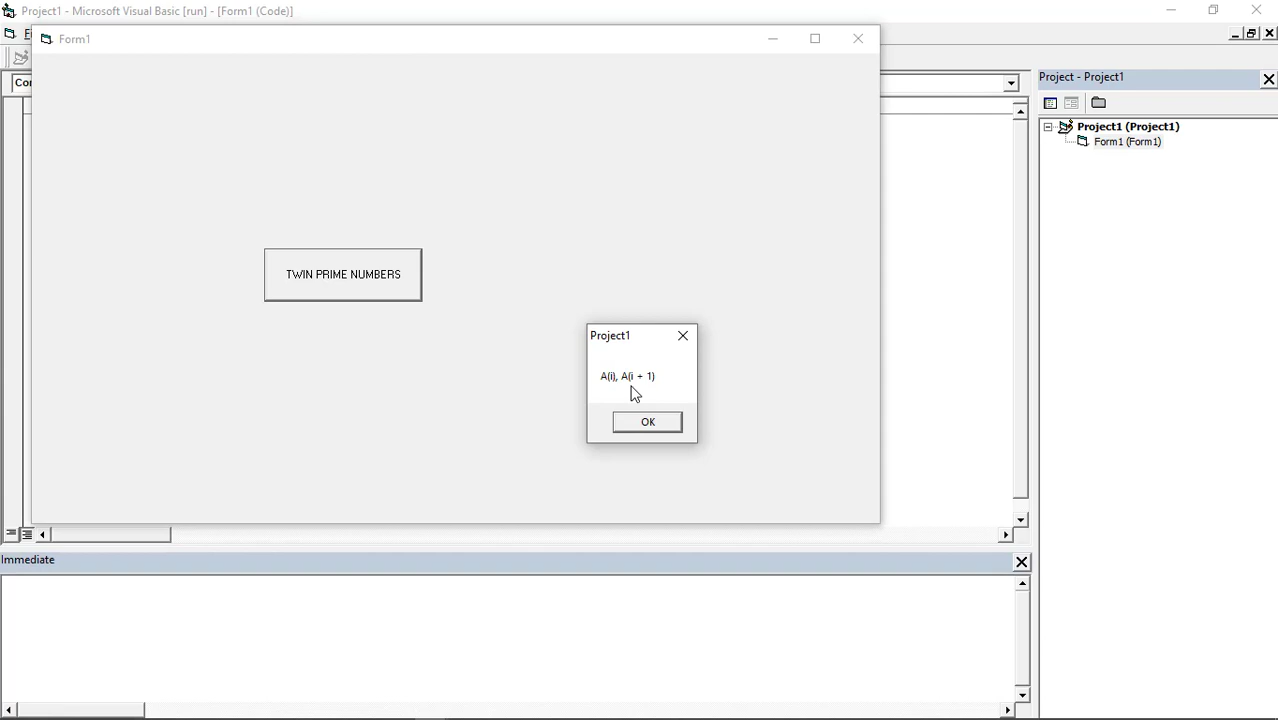 Project1 - Microsoft Visual Basic [run] - [Form1 (Code)]
Form1
Project - Project1
Project1 (Project1)
Form1 (Form1)
TWIN PRIME NUMBERS
Project1
A(i), A(i + 1)
OK
Immediate